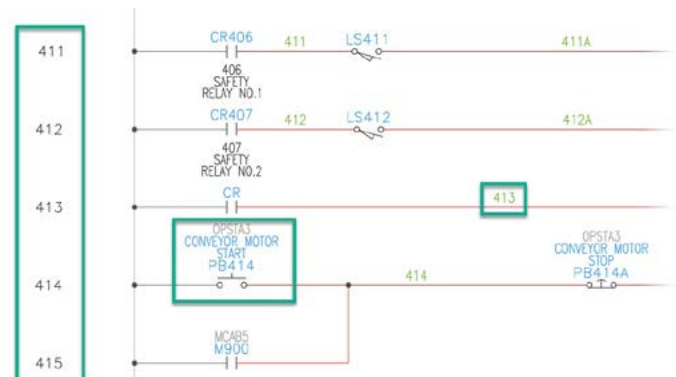 CR406 411 LS411 411A
411
406
SAFETY
RELAY NO.1
CR407 412 LS412 412A
412
407
SAFETY
RELAY NO.2
CR
413 413
OPSTA3
CONVEYOR MOTOR
START
PB414
OPSTA3
CONVEYOR MOTOR
STOP
PB414A
414 414
MCAB5
M900
415